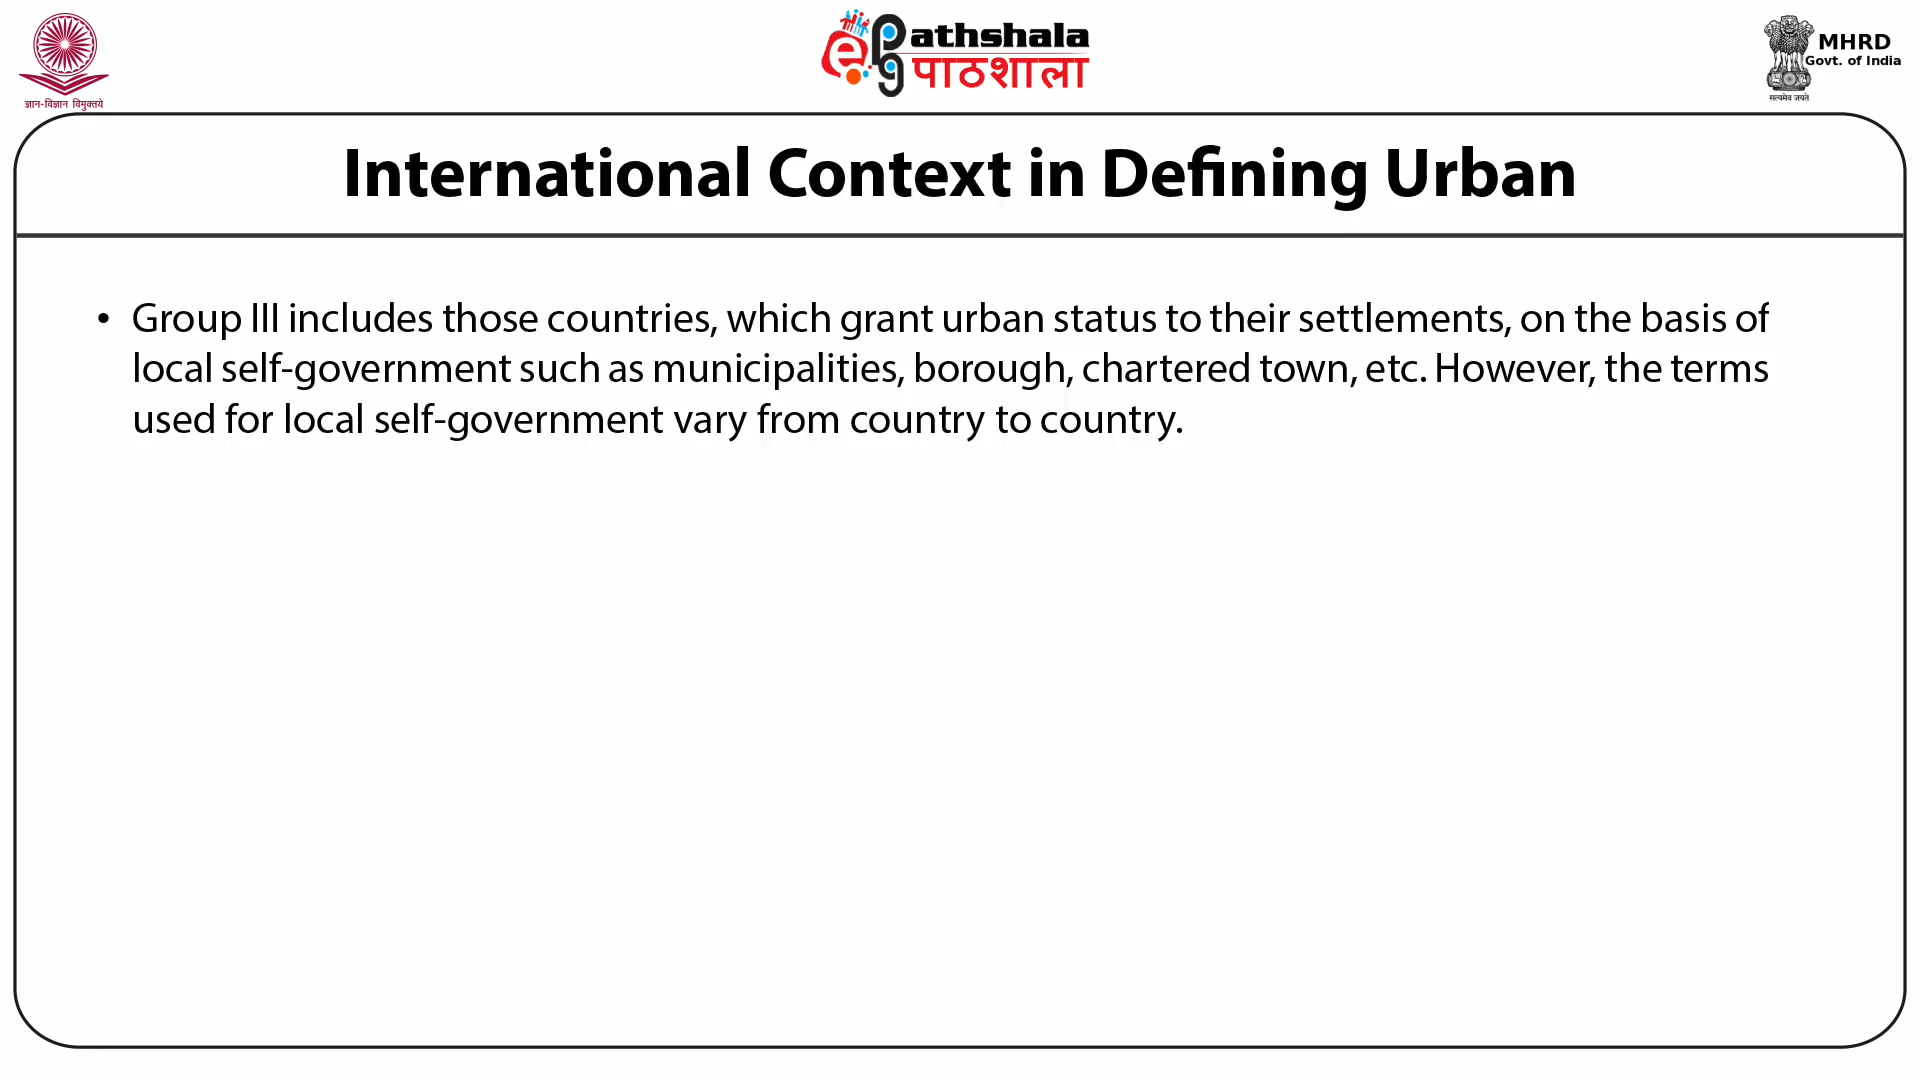 ज्ञान-विज्ञान विमुक्तये
ePG Pathshala
पाठशाला
MHRD
Govt. of India
सत्यमेव जयते
International Context in Defining Urban
• Group III includes those countries, which grant urban status to their settlements, on the basis of
local self-government such as municipalities, borough, chartered town, etc. However, the terms
used for local self-government vary from country to country.